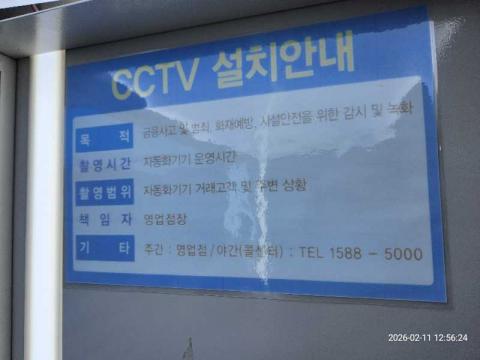 CCTV 설치안내
목 적 금융사고 및 범죄, 화재예방, 시설안전을 위한 감시 및 녹화
촬영시간 자동화기기 운영시간
촬영범위 자동화기기 거래고객 및 주변 상황
책 임 자 영업점장
기 타 주간 : 영업점 / 야간(콜센터) : TEL 1588 - 5000
2026-02-11 12:56:24